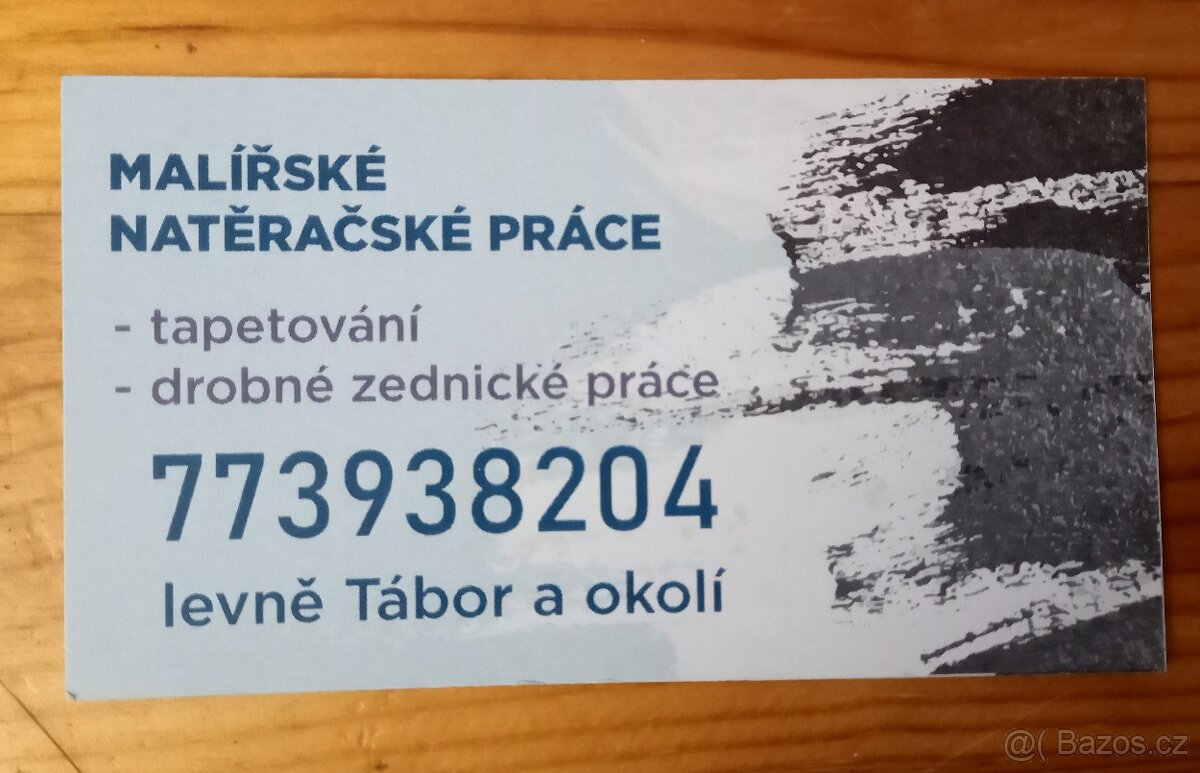 MALÍŘSKÉ
NATĚRAČSKÉ PRÁCE
- tapetování
- drobné zednické práce
773938204
levně Tábor a okolí
@( Bazos.cz